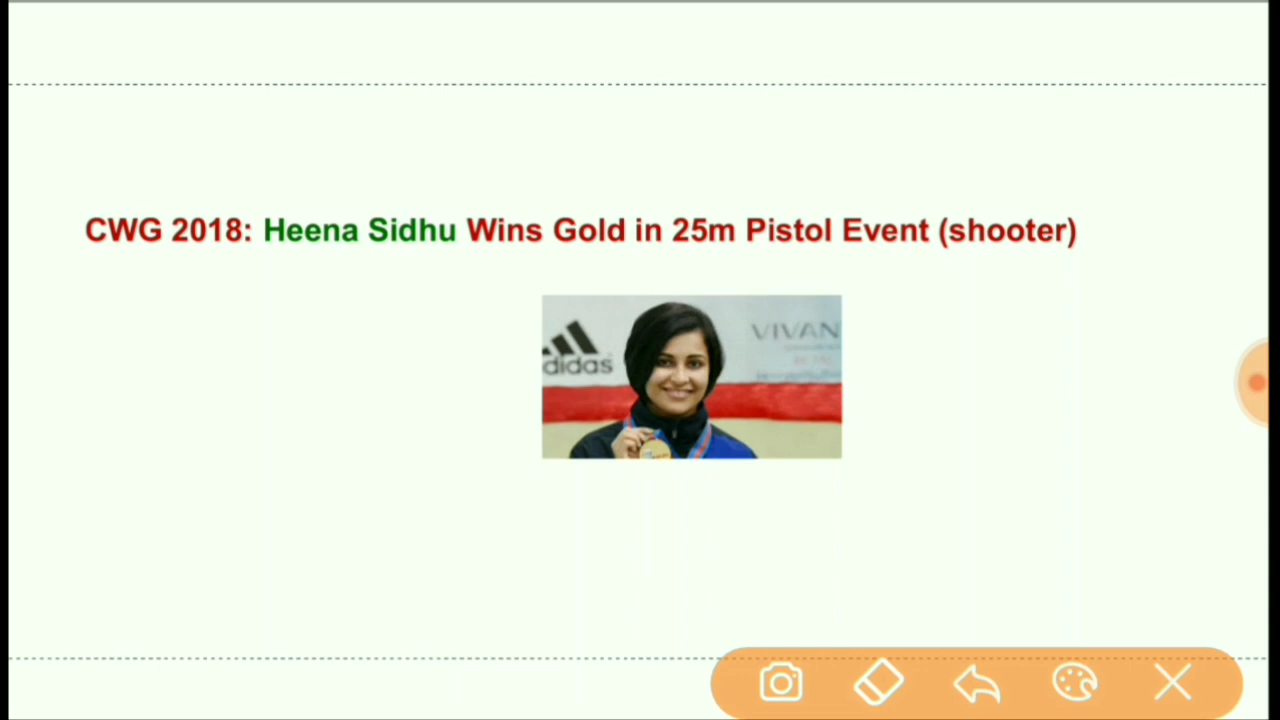 CWG 2018: Heena Sidhu Wins Gold in 25m Pistol Event (shooter)
didas
VIVAN